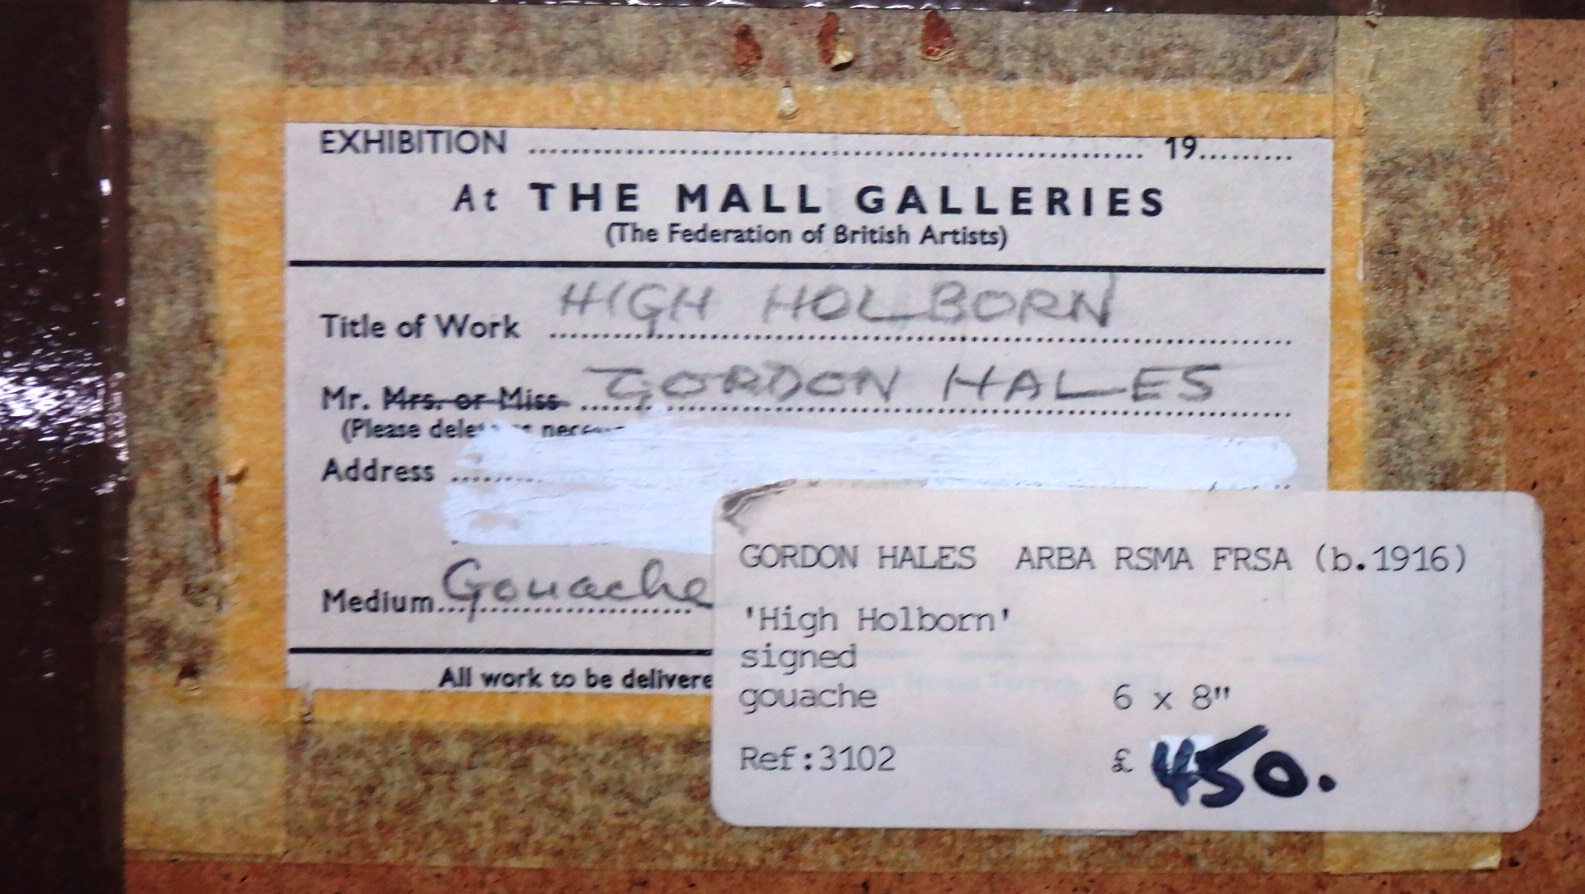 EXHIBITION ........................ 19.........
At THE MALL GALLERIES
(The Federation of British Artists)
Title of Work HIGH HOLBORN
Mr. Mrs. or Miss GORDON HALES
(Please
Address
Medium Gouache
All work to be
GORDON HALES ARBA RSMA FRSA (b.1916)
'High Holborn'
signed
gouache 6 x 8"
Ref:3102 £ 450.